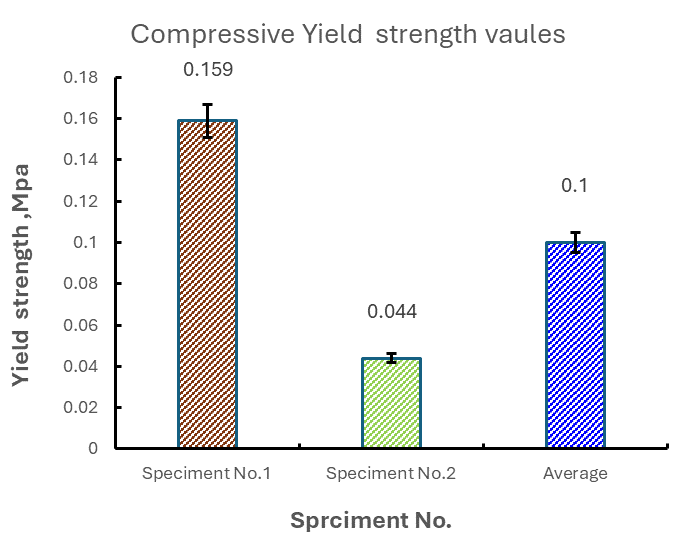 Compressive Yield  strength vaules
0.159
0.18
0.16
0.14
0.12
0.1
0.08
0.06
0.04
0.02
0
0.1
0.044
Yield  strength ,Mpa
Speciment No.1
Speciment No.2
Average
Sprciment No.